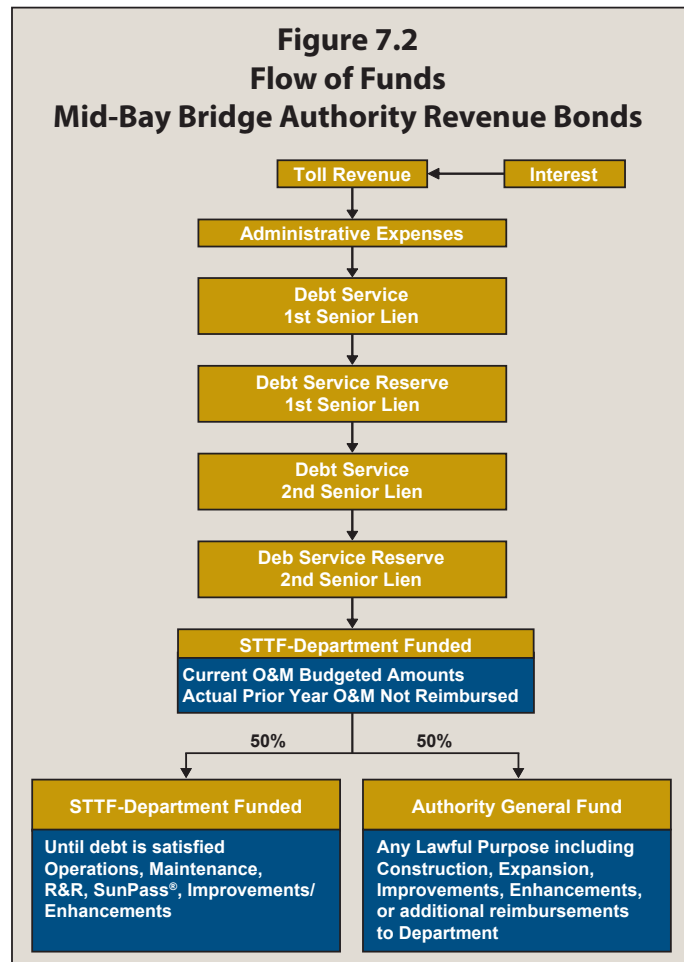 Figure 7.2
Flow of Funds
Mid-Bay Bridge Authority Revenue Bonds
Toll Revenue
Interest
Administrative Expenses
Debt Service
1st Senior Lien
Debt Service Reserve
1st Senior Lien
Debt Service
2nd Senior Lien
Deb Service Reserve
2nd Senior Lien
STTF-Department Funded
Current O&M Budgeted Amounts
Actual Prior Year O&M Not Reimbursed
50%
50%
STTF-Department Funded
Until debt is satisfied
Operations, Maintenance,
R&R, SunPass®, Improvements/
Enhancements
Authority General Fund
Any Lawful Purpose including
Construction, Expansion,
Improvements, Enhancements,
or additional reimbursements
to Department